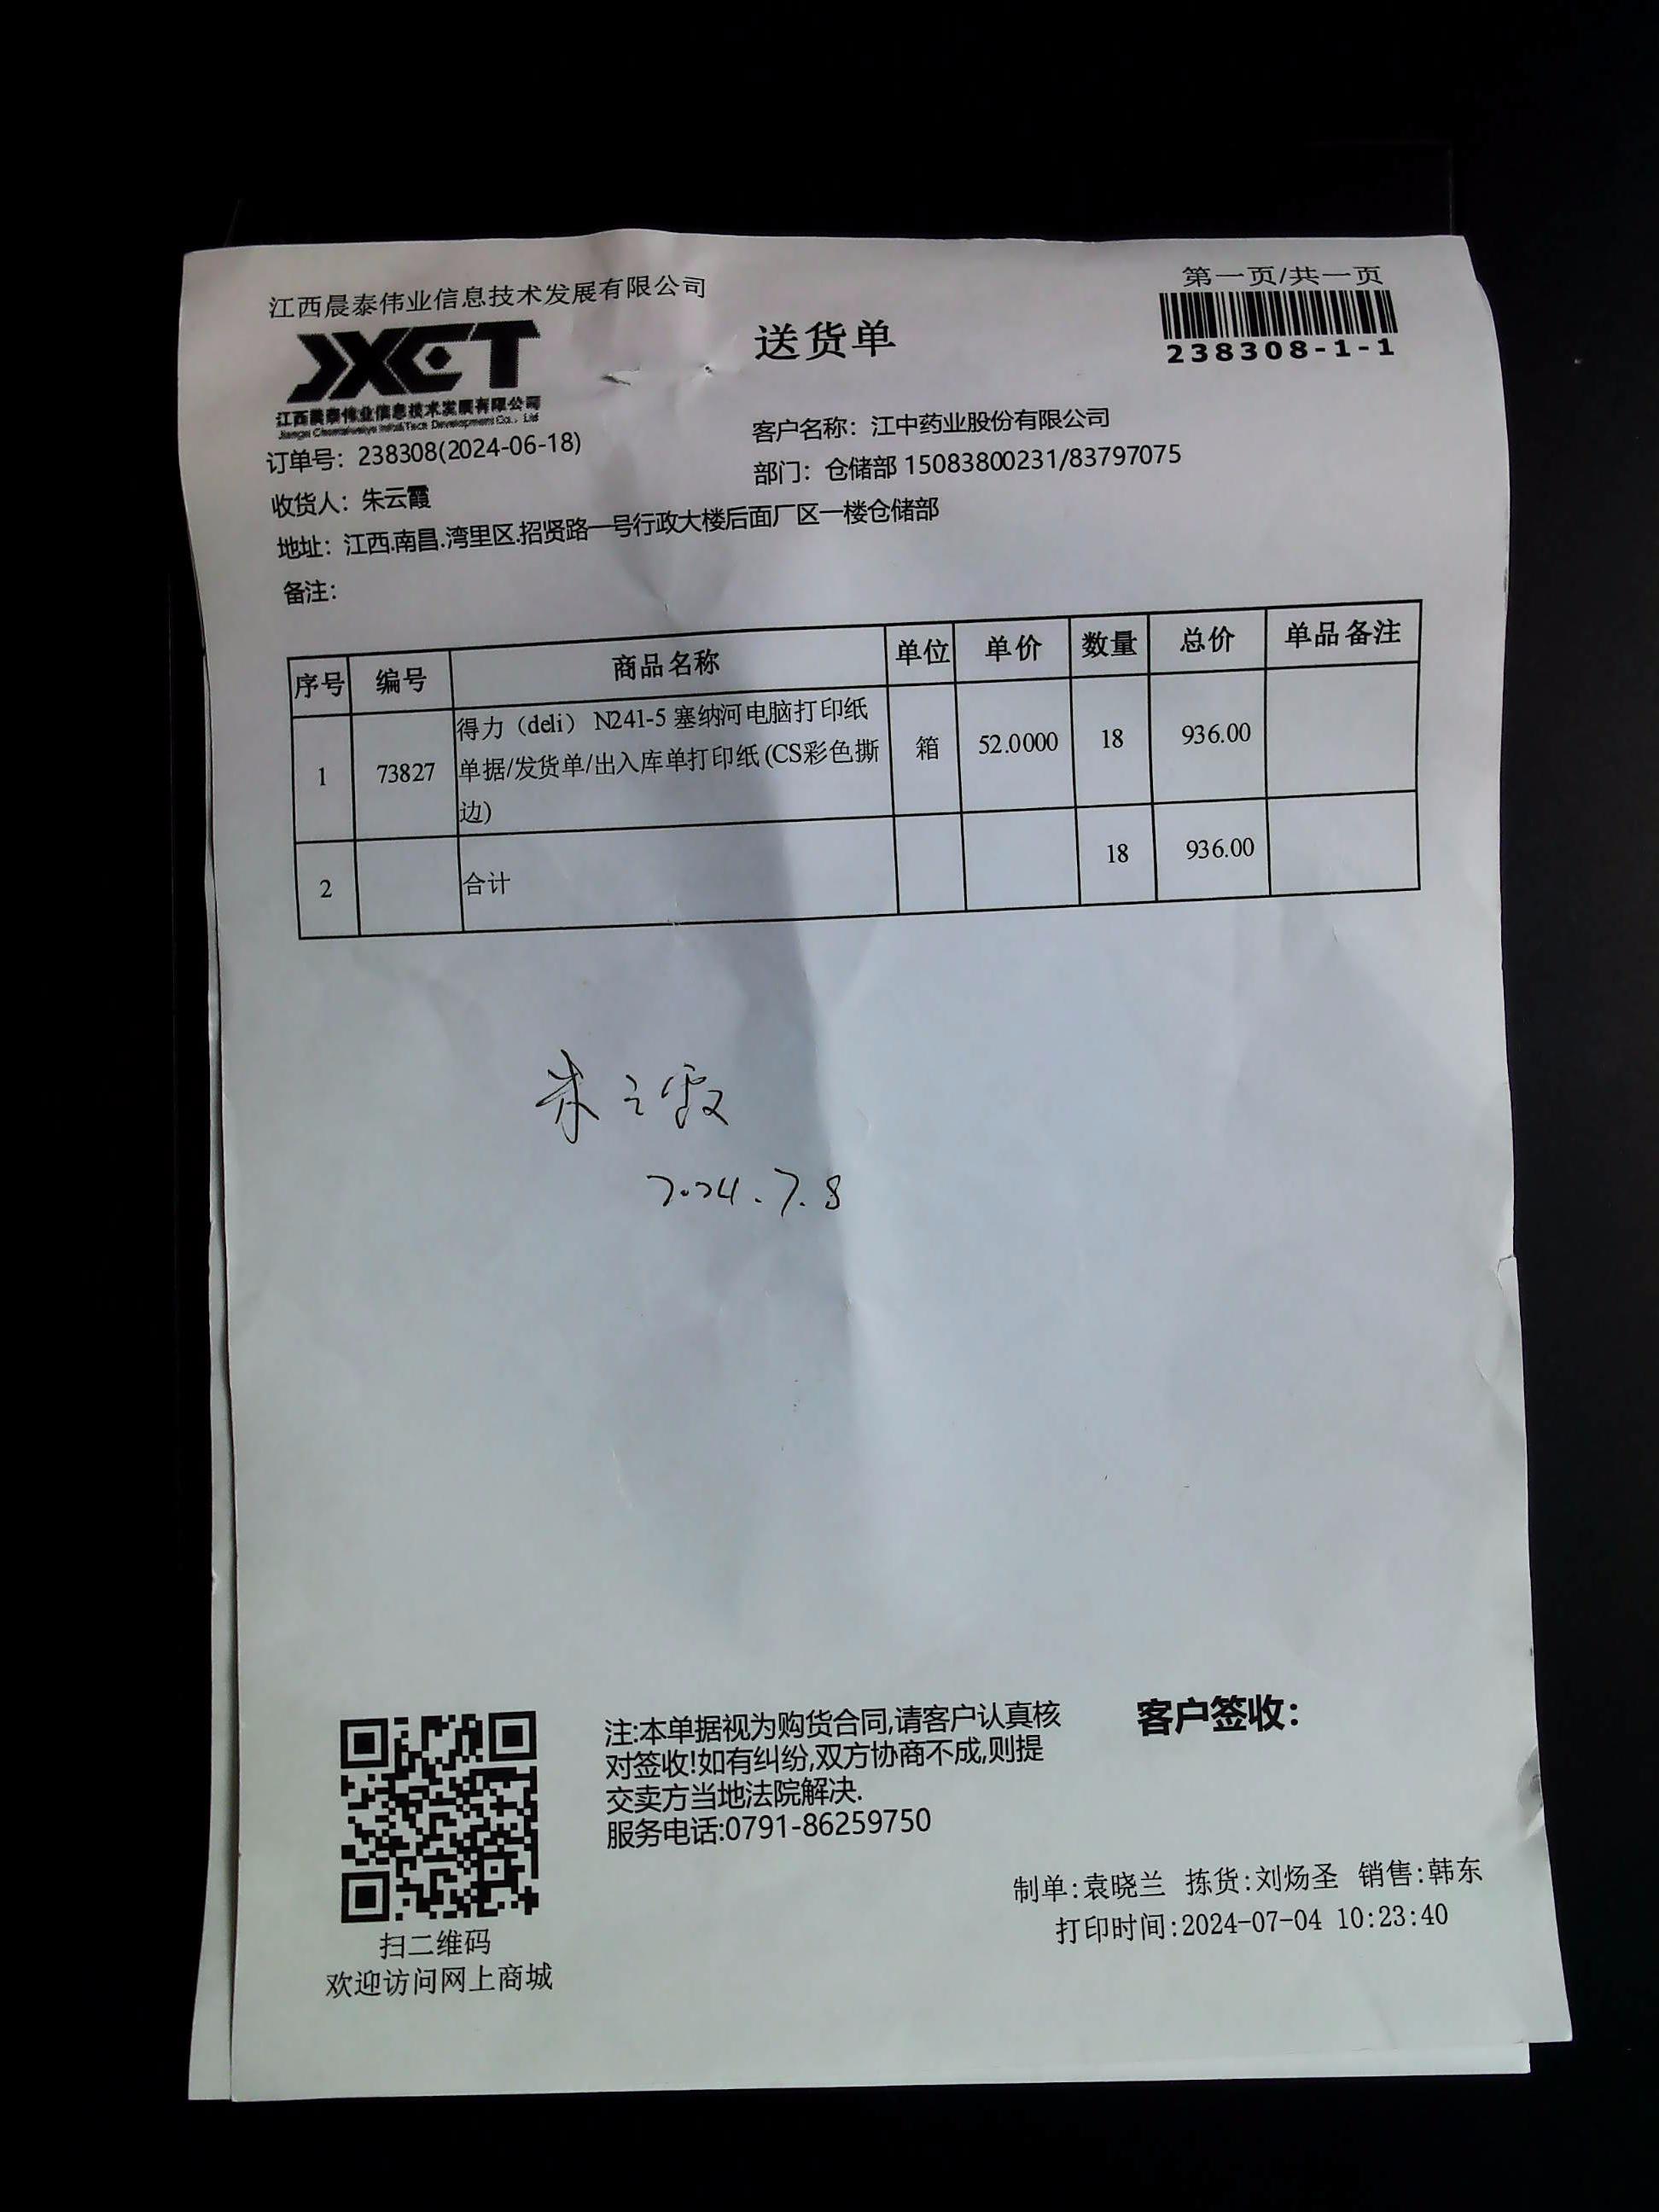 江西晨泰伟业信息技术发展有限公司
第一页/共一页
JXCT
送货单
238308-1-1
江西晨泰伟业信息技术发展有限公司
订单号：238308(2024-06-18)
客户名称：江中药业股份有限公司
收货人：朱云霞
部门：仓储部 15083800231/83797075
地址：江西.南昌.湾里区.招贤路一号行政大楼后面厂区一楼仓储部
备注：
序号 编号 商品名称 单位 单价 数量 总价 单品备注
1 73827 得力（deli） N241-5 塞纳河电脑打印纸 箱 52.0000 18 936.00
单据/发货单/出入库单打印纸(CS彩色撕
边)
2 合计 18 936.00
朱云霞
2024.7.8
注:本单据视为购货合同,请客户认真核
对签收!如有纠纷,双方协商不成,则提
交卖方当地法院解决.
服务电话:0791-86259750
客户签收：
制单:袁晓兰 拣货:刘炀圣 销售:韩东
打印时间:2024-07-04 10:23:40
扫二维码
欢迎访问网上商城